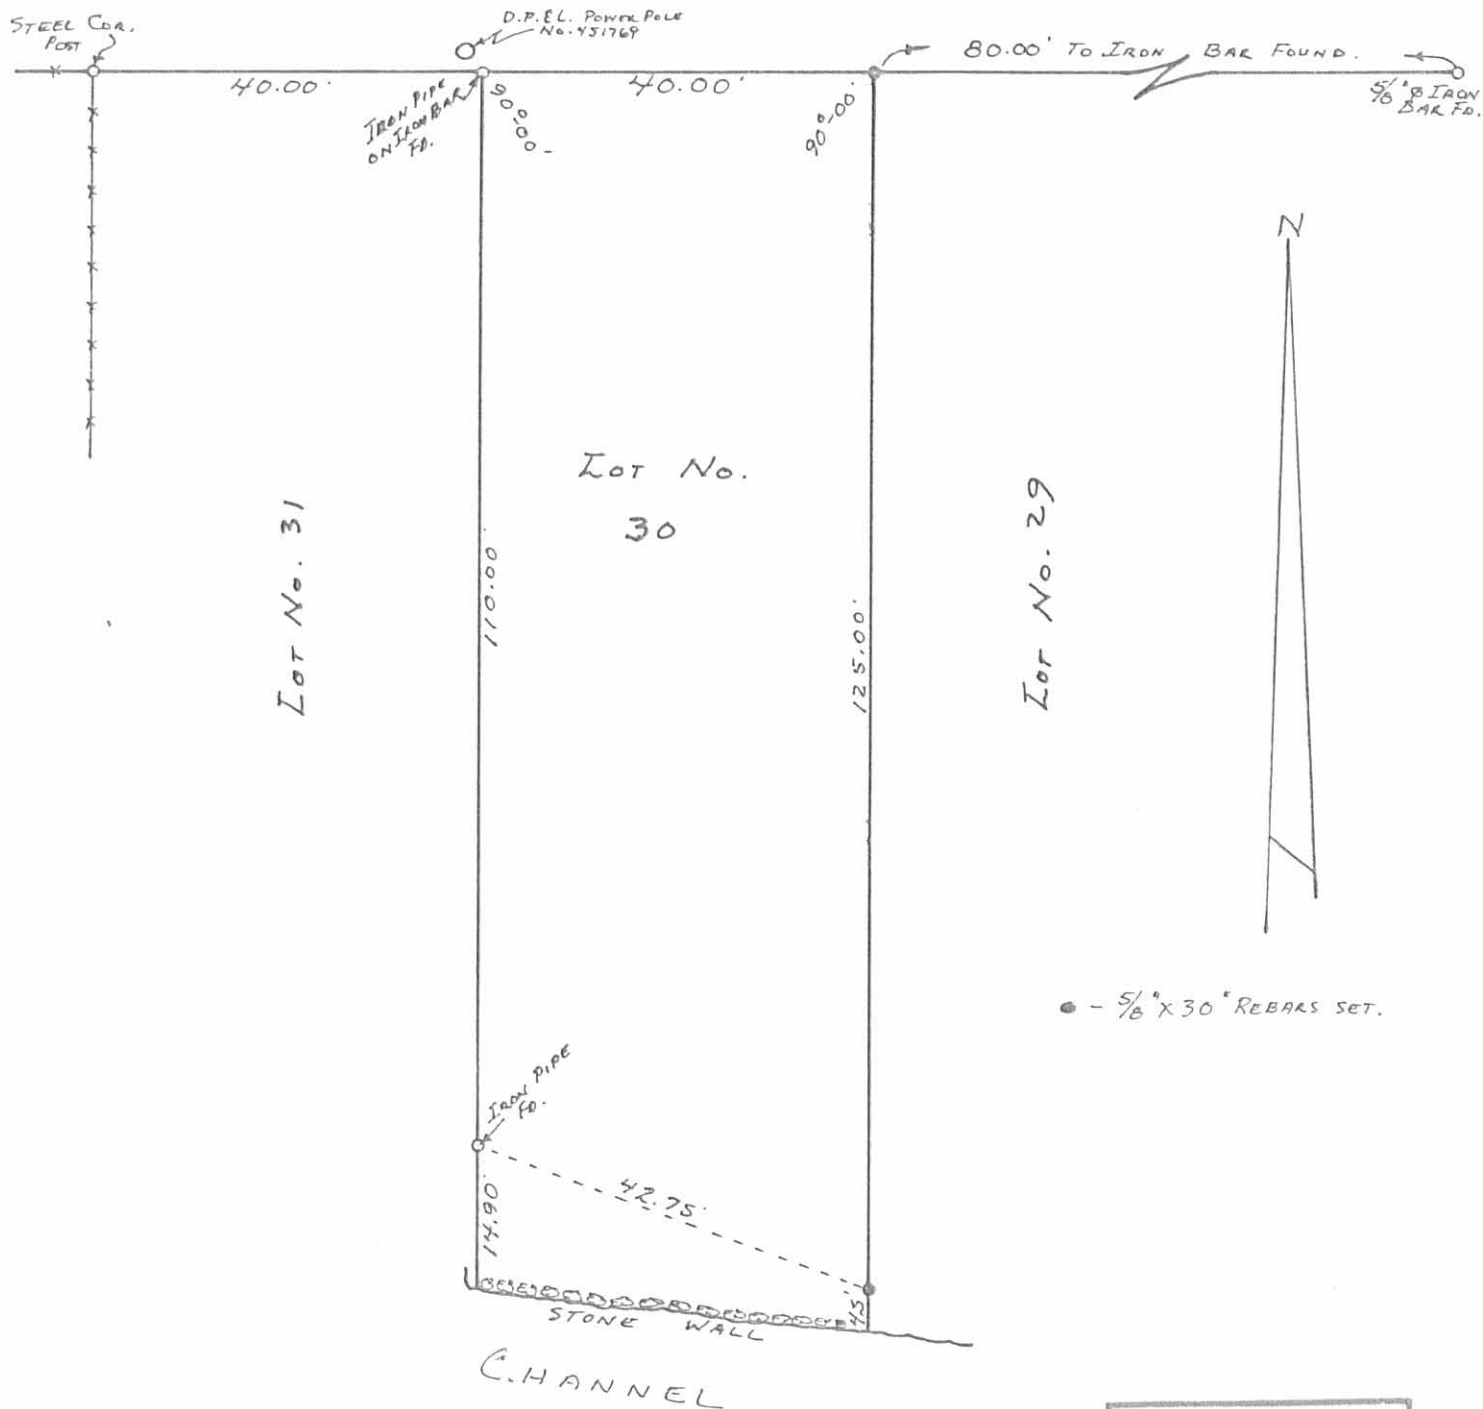 STEEL COR.
POST
D.P.&L. POWER POLE
No. 451769
80.00' TO IRON BAR FOUND.
40.00'
40.00'
5/8" Ø IRON
BAR FD.
IRON PIPE
ON IRON BAR
FD.
90°-00'
90°-00'
N
LOT No.
30
LOT No. 31
LOT No. 29
110.00'
125.00'
● - 5/8" X 30" REBARS SET.
IRON PIPE
FD.
42.75'
14.90'
STONE WALL
CHANNEL